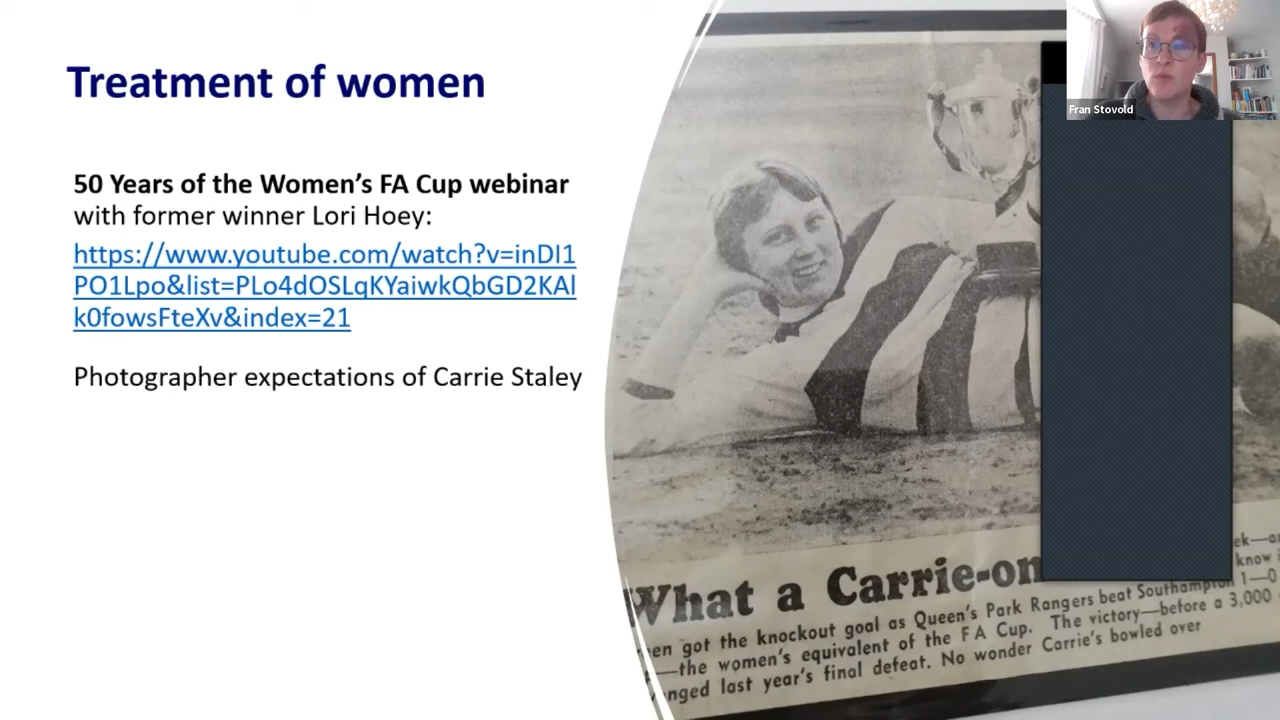 Treatment of women
50 Years of the Women's FA Cup webinar
with former winner Lori Hoey:
https://www.youtube.com/watch?v=inDI1
PO1Lpo&list=PLo4dOSLqKYaiwkQbGD2KAl
k0fowsFteXv&index=21
Photographer expectations of Carrie Staley
Fran Stovold
What a Carrie-on
got the knockout goal as Queen's Park Rangers beat Southampton 1—0
—the women's equivalent of the FA Cup. The victory—before a 3,000
last year's final defeat. No wonder Carrie's bowled over
know